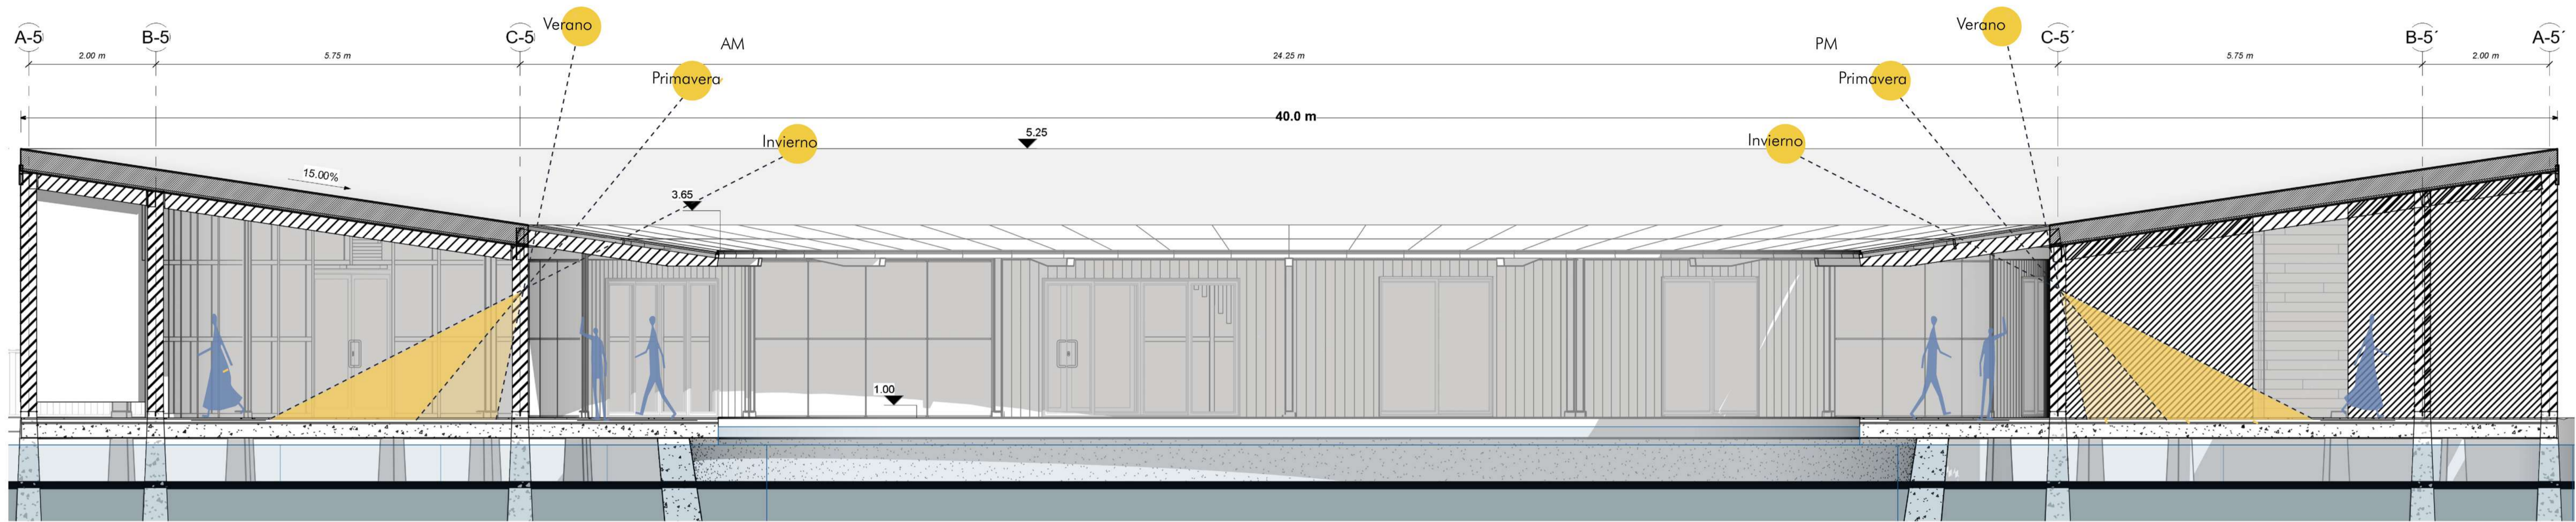 Verano
Verano
A-5
B-5
C-5
AM
PM
C-5´
B-5´
A-5´
2.00 m
5.75 m
24.25 m
5.75 m
2.00 m
Primavera
Primavera
40.0 m
5.25
Invierno
Invierno
15.00%
3.65
1.00